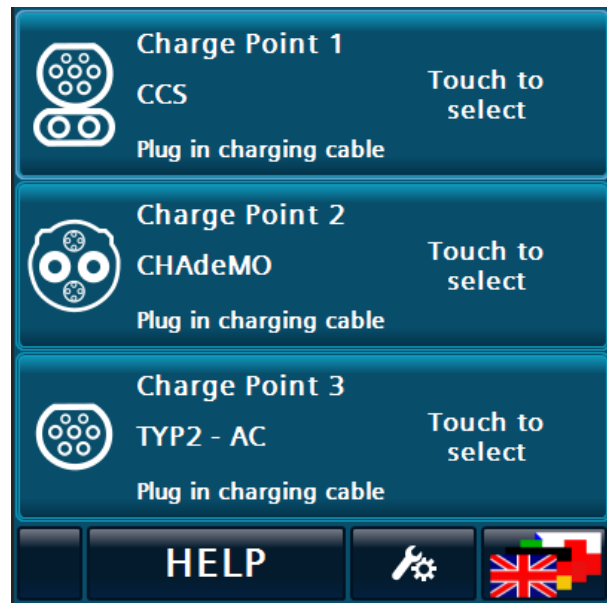 Charge Point 1
CCS
Touch to
select
Plug in charging cable
Charge Point 2
CHAdeMO
Touch to
select
Plug in charging cable
Charge Point 3
TYP2 - AC
Touch to
select
Plug in charging cable
HELP